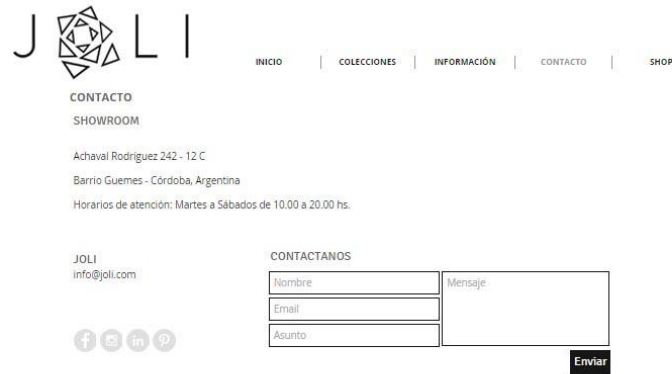 JOLI
INICIO | COLECCIONES | INFORMACIÓN | CONTACTO | SHOP
CONTACTO
SHOWROOM
Achaval Rodriguez 242 - 12 C
Barrio Guemes - Córdoba, Argentina
Horarios de atención: Martes a Sábados de 10.00 a 20.00 hs.
JOLI
info@joli.com
CONTACTANOS
Nombre
Email
Asunto
Mensaje
Enviar